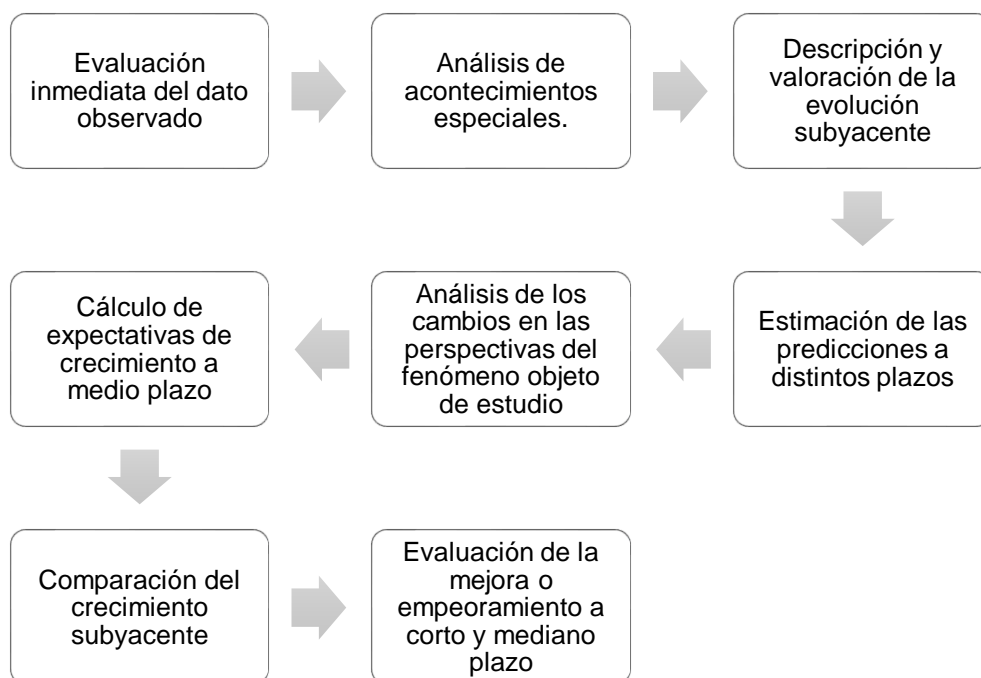 Evaluación
inmediata del dato
observado
Análisis de
acontecimientos
especiales.
Descripción y
valoración de la
evolución
subyacente
Estimación de las
predicciones a
distintos plazos
Análisis de los
cambios en las
perspectivas del
fenómeno objeto
de estudio
Cálculo de
expectativas de
crecimiento a
medio plazo
Comparación del
crecimiento
subyacente
Evaluación de la
mejora o
empeoramiento a
corto y mediano
plazo